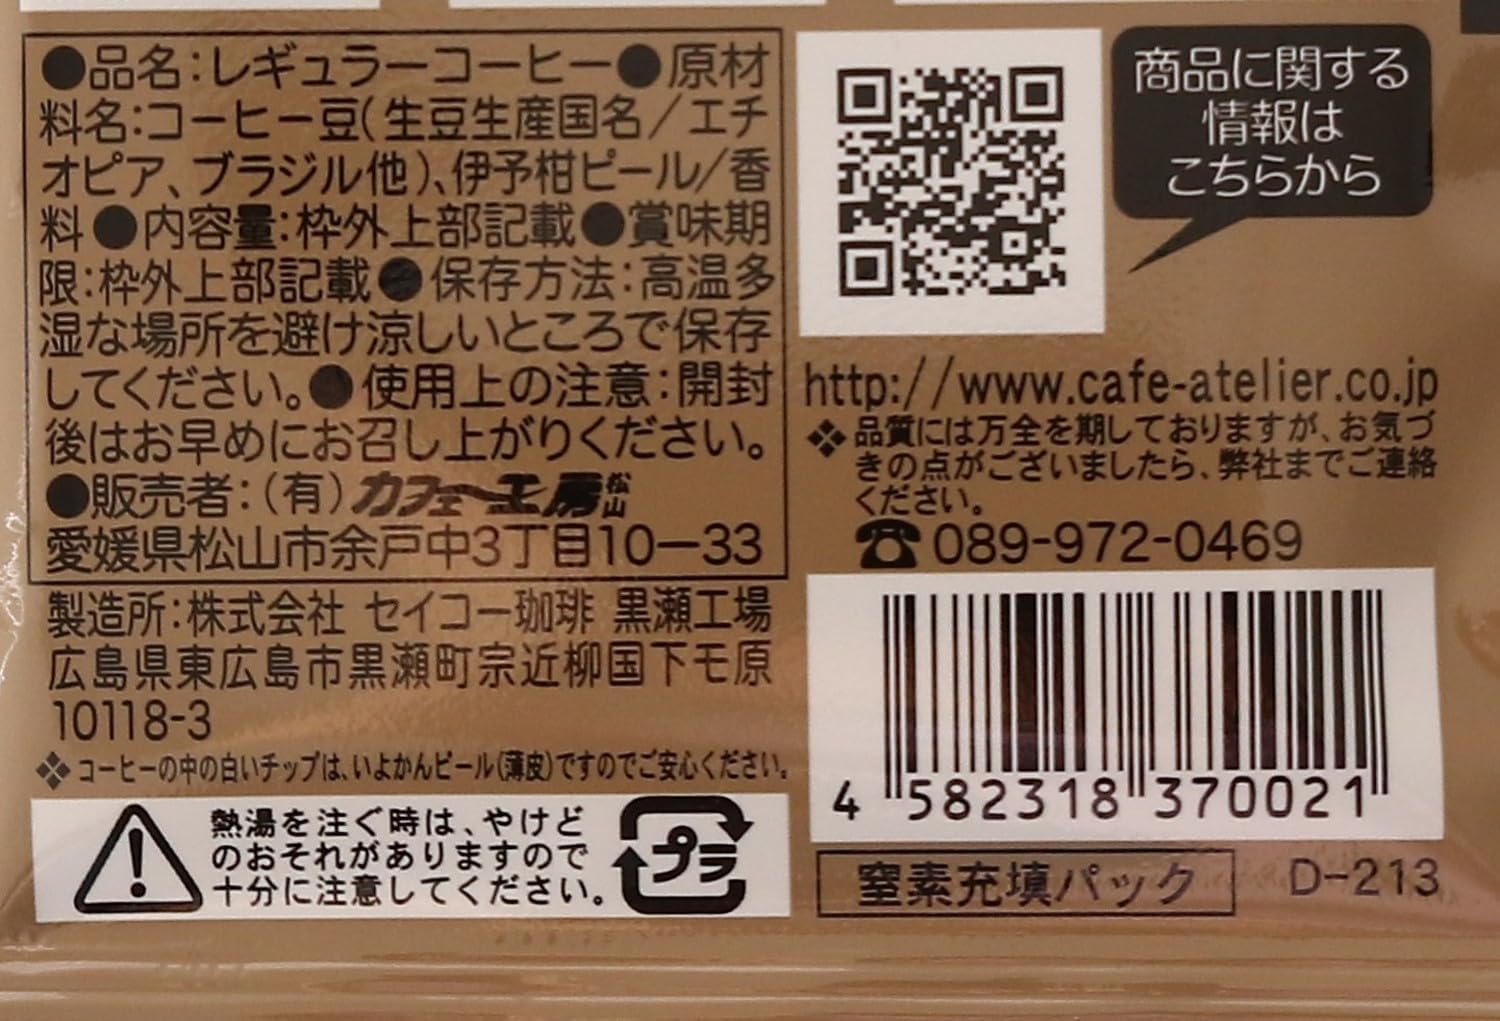 ●品名：レギュラーコーヒー●原材
料名：コーヒー豆（生豆生産国名／エチ
オピア、ブラジル他）、伊予柑ピール／香
料●内容量：枠外上部記載●賞味期
限：枠外上部記載●保存方法：高温多
湿な場所を避け涼しいところで保存
してください。●使用上の注意：開封
後はお早めにお召し上がりください。
●販売者：（有）カフェ工房松山
愛媛県松山市余戸中3丁目10ー33
製造所：株式会社 セイコー珈琲 黒瀬工場
広島県東広島市黒瀬町宗近柳国下モ原
10118-3
❖コーヒーの中の白いチップは、いよかんピール（薄皮）ですのでご安心ください。
熱湯を注ぐ時は、やけど
のおそれがありますので
十分に注意してください。
プラ
商品に関する
情報は
こちらから
http://www.cafe-atelier.co.jp
❖品質には万全を期しておりますが、お気づ
きの点がございましたら、弊社までご連絡
ください。
☎089-972-0469
4 582318 370021
窒素充填パック
D-213